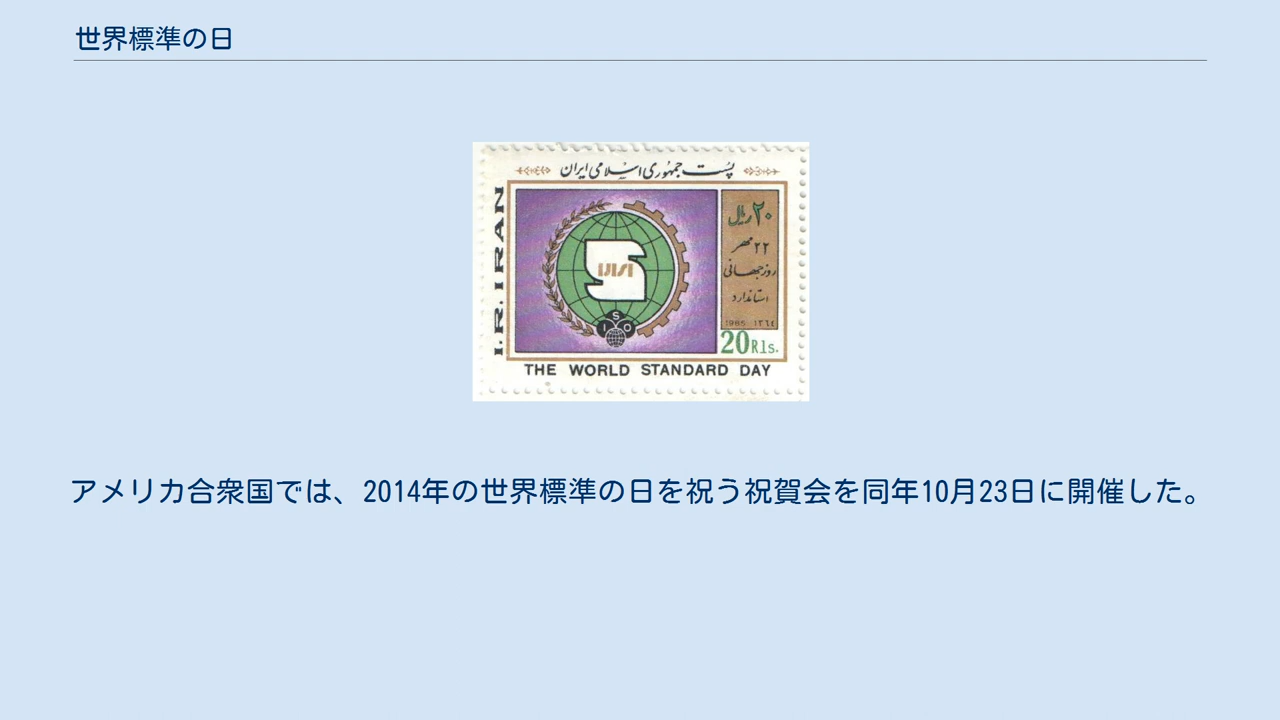 世界標準の日
پست جمهوری اسلامی ایران
I.R.IRAN
۲۰ ریال
۲۲ مهر
روز جهانی
استاندارد
1985 ١٣٦٤
20Rls.
ISO
THE WORLD STANDARD DAY
アメリカ合衆国では、2014年の世界標準の日を祝う祝賀会を同年10月23日に開催した。